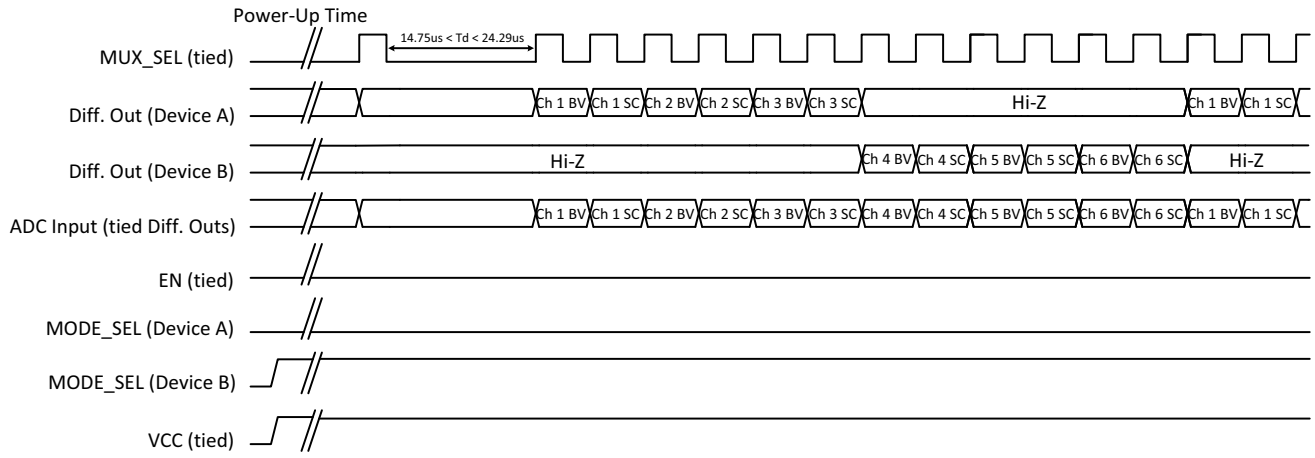 Power-Up Time
MUX_SEL (tied)
14.75us < Td < 24.29us
Diff. Out (Device A)
Ch 1 BV Ch 1 SC Ch 2 BV Ch 2 SC Ch 3 BV Ch 3 SC Hi-Z Ch 1 BV Ch 1 SC
Diff. Out (Device B)
Hi-Z Ch 4 BV Ch 4 SC Ch 5 BV Ch 5 SC Ch 6 BV Ch 6 SC Hi-Z
ADC Input (tied Diff. Outs)
Ch 1 BV Ch 1 SC Ch 2 BV Ch 2 SC Ch 3 BV Ch 3 SC Ch 4 BV Ch 4 SC Ch 5 BV Ch 5 SC Ch 6 BV Ch 6 SC Ch 1 BV Ch 1 SC
EN (tied)
MODE_SEL (Device A)
MODE_SEL (Device B)
VCC (tied)